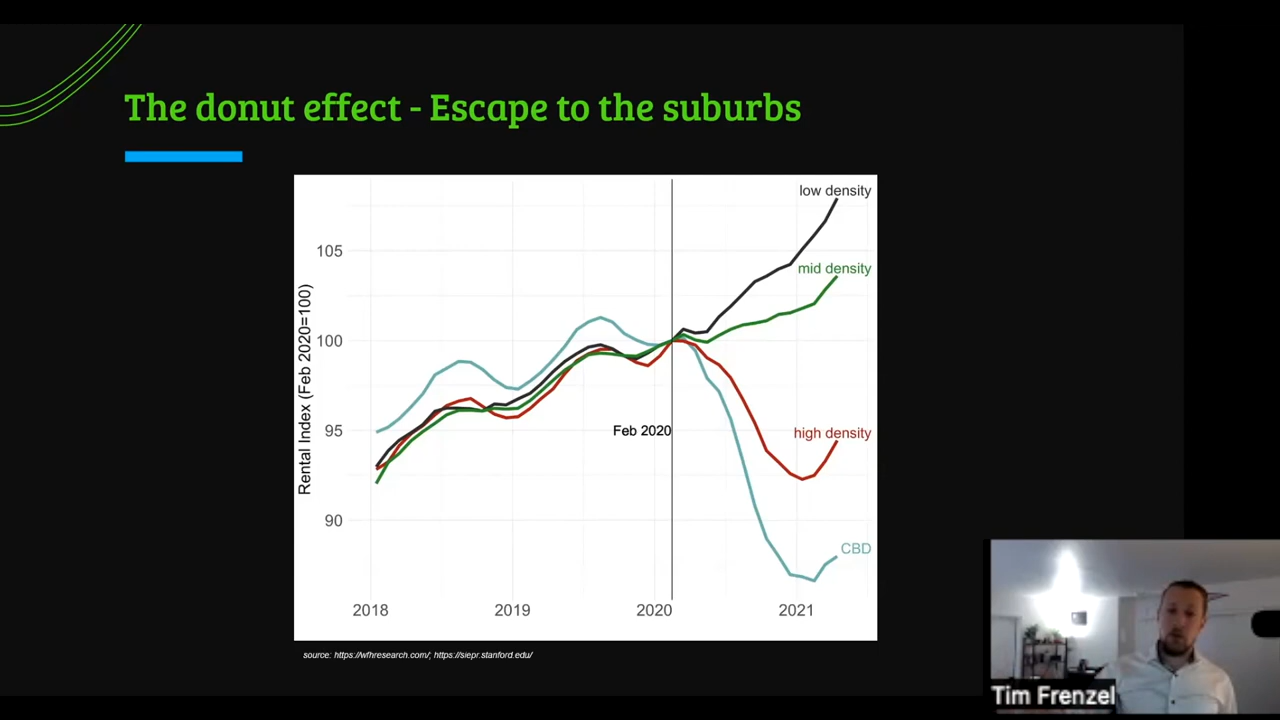 The donut effect - Escape to the suburbs
low density
105
mid density
Rental Index (Feb 2020=100)
100
95
Feb 2020
high density
90
CBD
2018
2019
2020
2021
source: https://wfhresearch.com/; https://siepr.stanford.edu/
Tim Frenzel